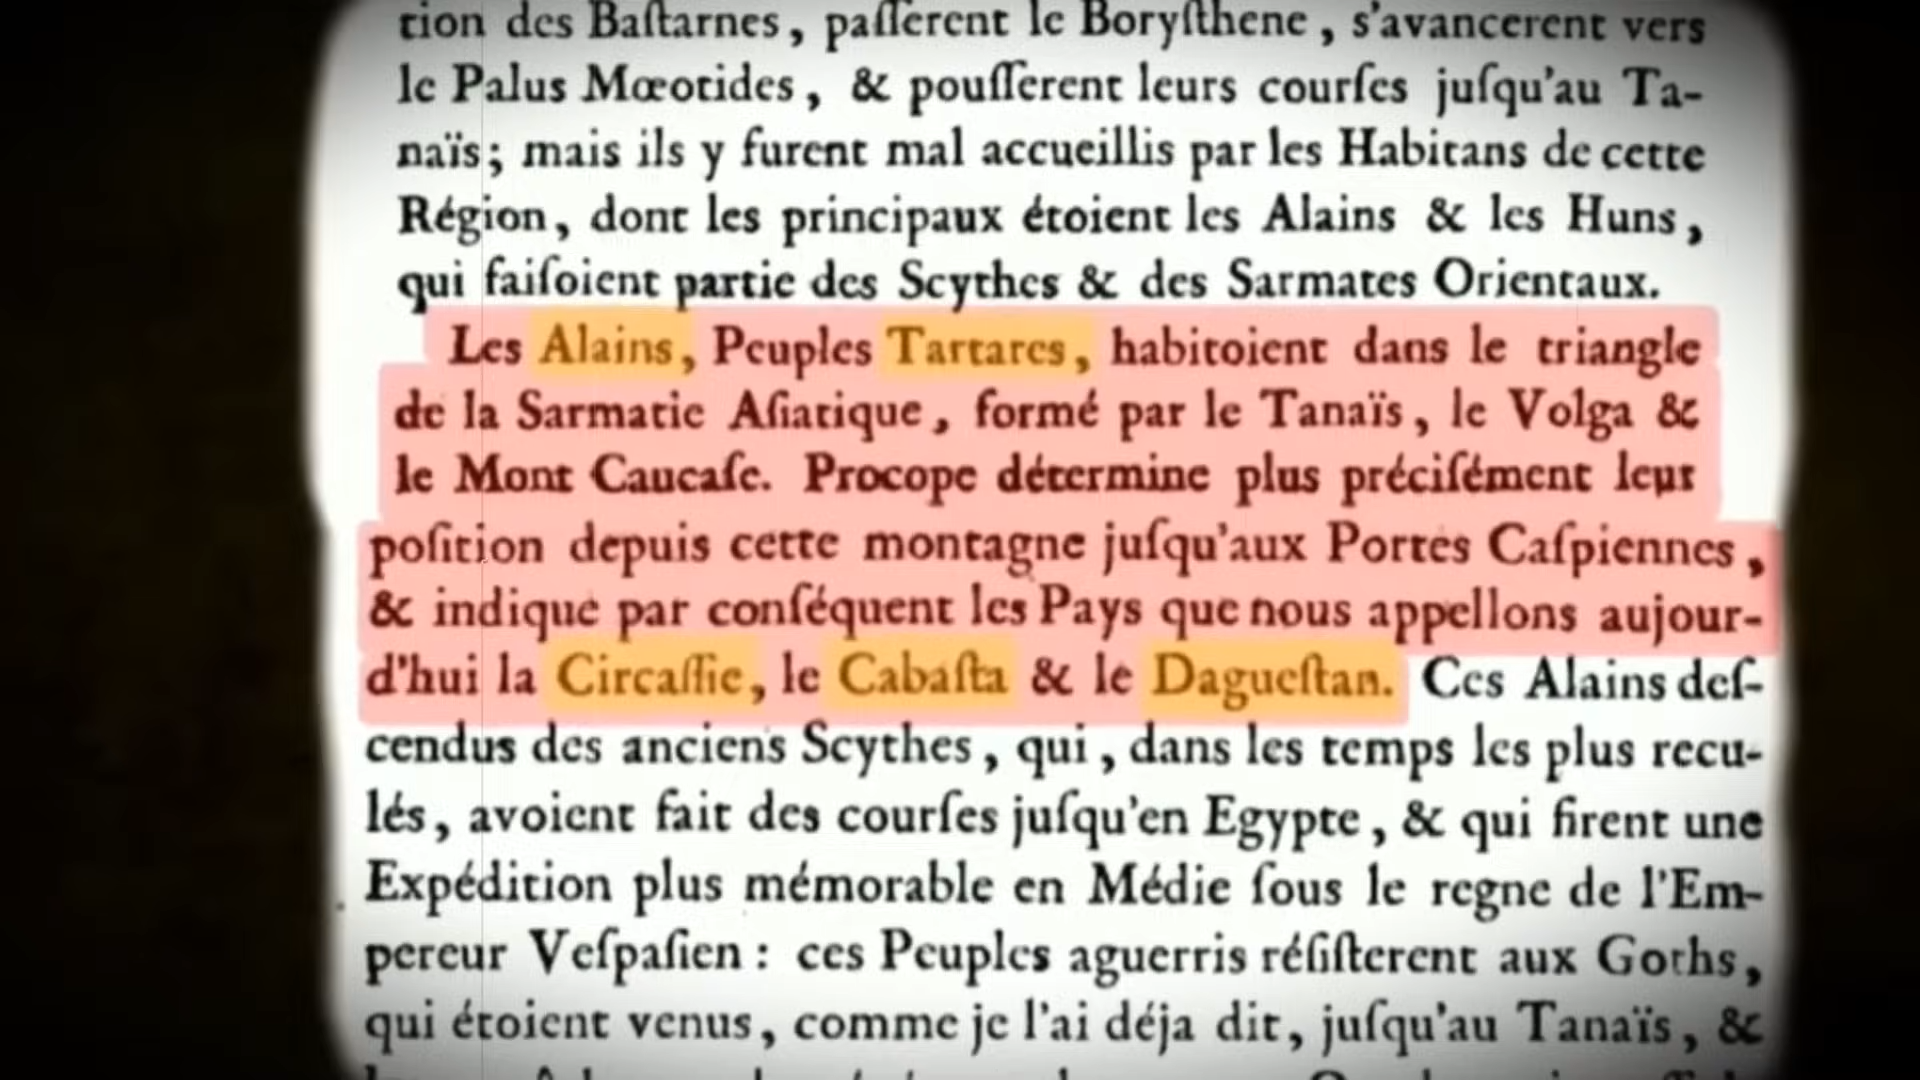 tion des Baſtarnes, paſſerent le Boryſthene, s'avancerent vers
le Palus Mœotides, & pouſſerent leurs courſes juſqu'au Ta-
naïs; mais ils y furent mal accueillis par les Habitans de cette
Région, dont les principaux étoient les Alains & les Huns,
qui faiſoient partie des Scythes & des Sarmates Orientaux.
Les Alains, Peuples Tartares, habitoient dans le triangle
de la Sarmatie Aſiatique, formé par le Tanaïs, le Volga &
le Mont Caucaſe. Procope détermine plus préciſément leur
poſition depuis cette montagne juſqu'aux Portes Caſpiennes,
& indique par conſéquent les Pays que nous appellons aujour-
d'hui la Circaſſie, le Cabaſta & le Dagueſtan. Ces Alains deſ-
cendus des anciens Scythes, qui, dans les temps les plus recu-
lés, avoient fait des courſes juſqu'en Egypte, & qui firent une
Expédition plus mémorable en Médie ſous le regne de l'Em-
pereur Veſpaſien : ces Peuples aguerris réſiſterent aux Goths,
qui étoient venus, comme je l'ai déja dit, juſqu'au Tanaïs, &